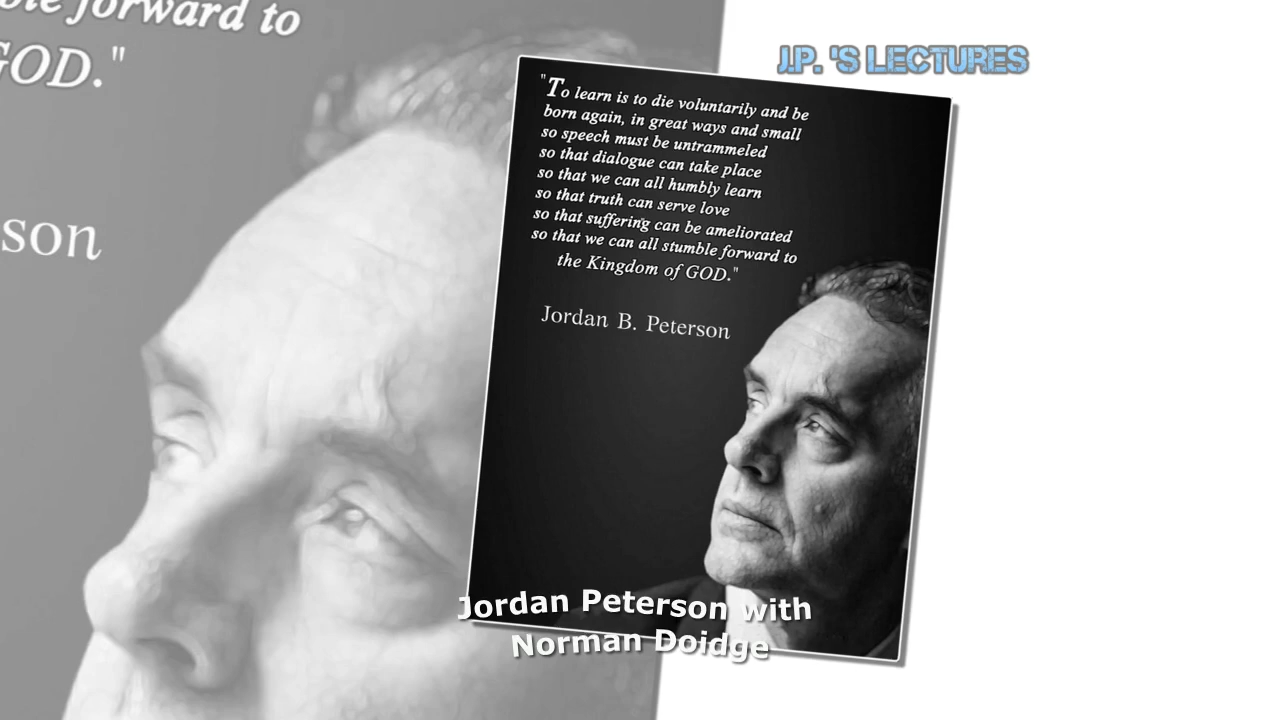 ble forward to
GOD."
son
J.P. 'S LECTURES
"To learn is to die voluntarily and be
born again, in great ways and small
so speech must be untrammeled
so that dialogue can take place
so that we can all humbly learn
so that truth can serve love
so that suffering can be ameliorated
so that we can all stumble forward to
the Kingdom of GOD."
Jordan B. Peterson
Jordan Peterson with
Norman Doidge